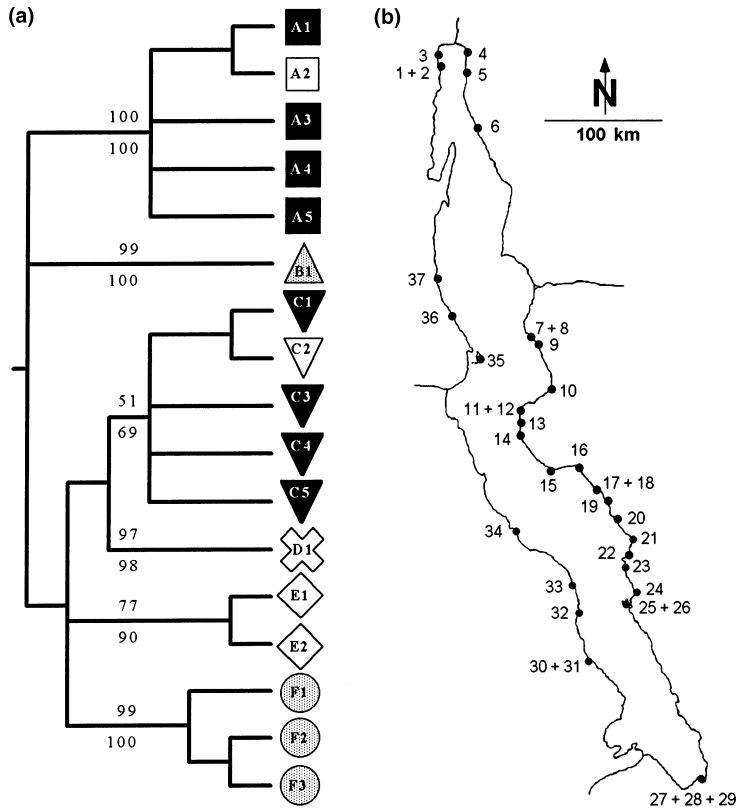 (a)
A1
A2
100
A3
100
A4
A5
99
B1
100
C1
C2
51
C3
69
C4
C5
97
D1
98
77
E1
90
E2
99
F1
100
F2
F3
(b)
3
4
1 + 2
5
6
N
100 km
37
36
7 + 8
9
35
10
11 + 12
13
14
16
15
17 + 18
19
20
34
21
22
23
33
24
32
25 + 26
30 + 31
27 + 28 + 29